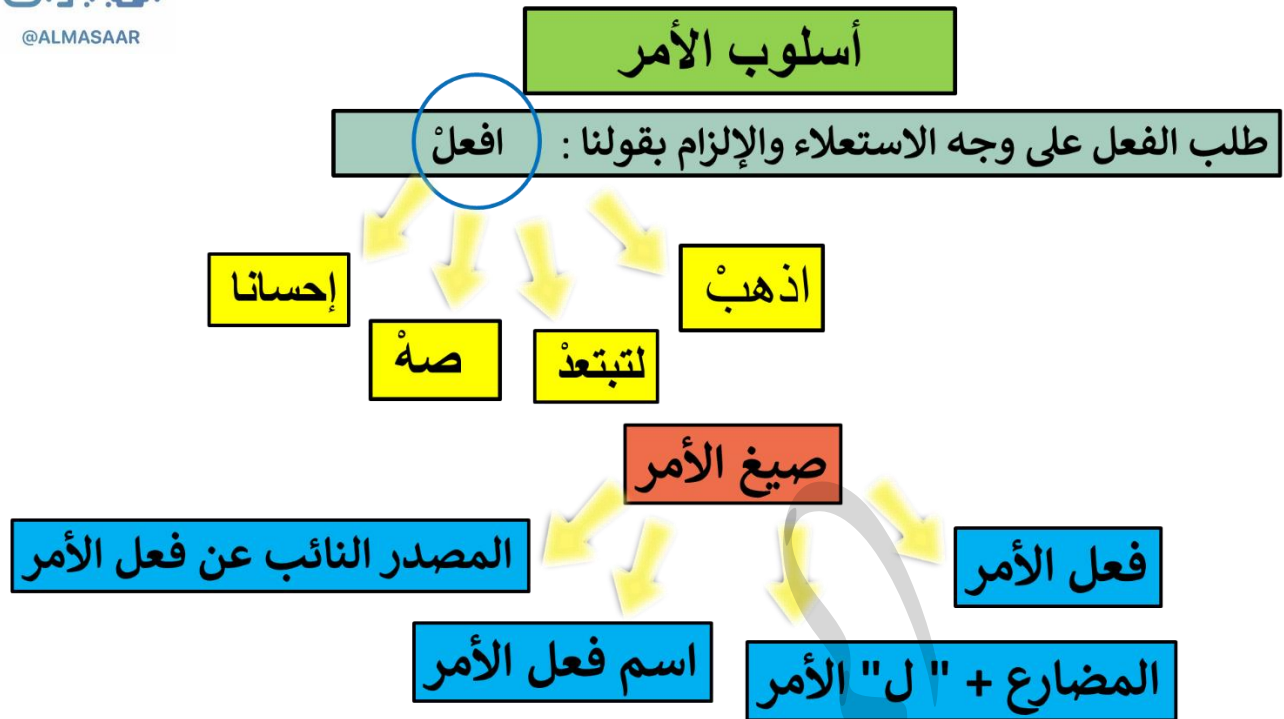 @ALMASAAR
أسلوب الأمر
طلب الفعل على وجه الاستعلاء والإلزام بقولنا : افعلْ
اذهبْ
لتبتعدْ
صهْ
إحسانا
صيغ الأمر
فعل الأمر
المضارع + " ل" الأمر
اسم فعل الأمر
المصدر النائب عن فعل الأمر